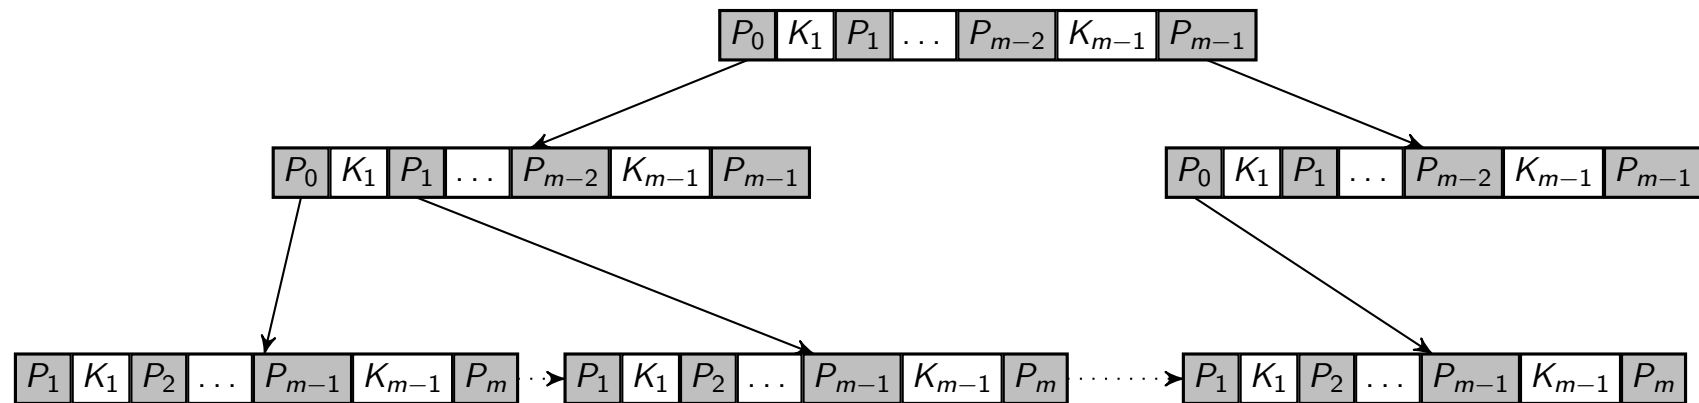 P₀ K₁ P₁ ... Pₘ₋₂ Kₘ₋₁ Pₘ₋₁
P₀ K₁ P₁ ... Pₘ₋₂ Kₘ₋₁ Pₘ₋₁
P₀ K₁ P₁ ... Pₘ₋₂ Kₘ₋₁ Pₘ₋₁
P₁ K₁ P₂ ... Pₘ₋₁ Kₘ₋₁ Pₘ
P₁ K₁ P₂ ... Pₘ₋₁ Kₘ₋₁ Pₘ
P₁ K₁ P₂ ... Pₘ₋₁ Kₘ₋₁ Pₘ